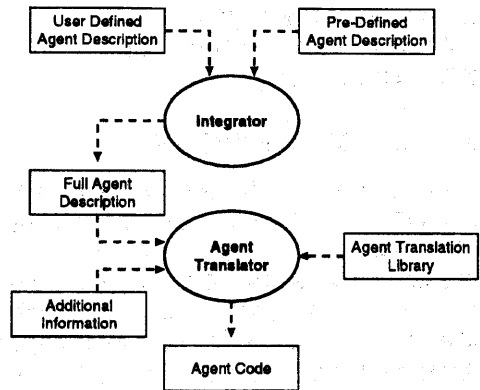 User Defined
Agent Description
Pre-Defined
Agent Description
Integrator
Full Agent
Description
Agent
Translator
Agent Translation
Library
Additional
Information
Agent Code